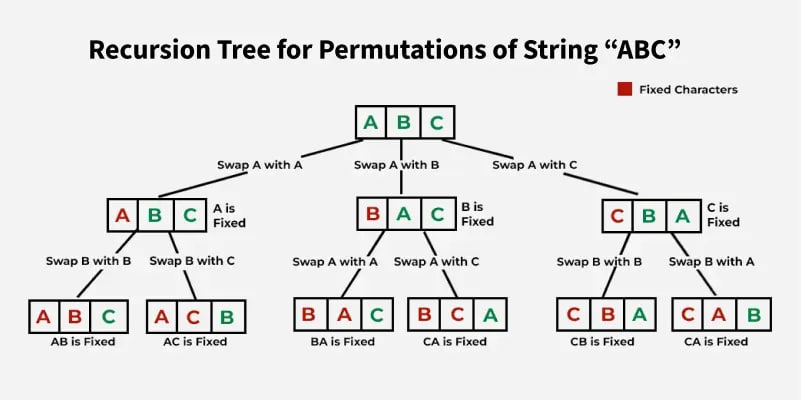 Recursion Tree for Permutations of String “ABC”
Fixed Characters
A B C
Swap A with A Swap A with B Swap A with C
A B C A is Fixed
B A C B is Fixed
C B A C is Fixed
Swap B with B Swap B with C Swap A with A Swap A with C Swap B with B Swap B with A
A B C A C B B A C B C A C B A C A B
AB is Fixed AC is Fixed BA is Fixed CA is Fixed CB is Fixed CA is Fixed